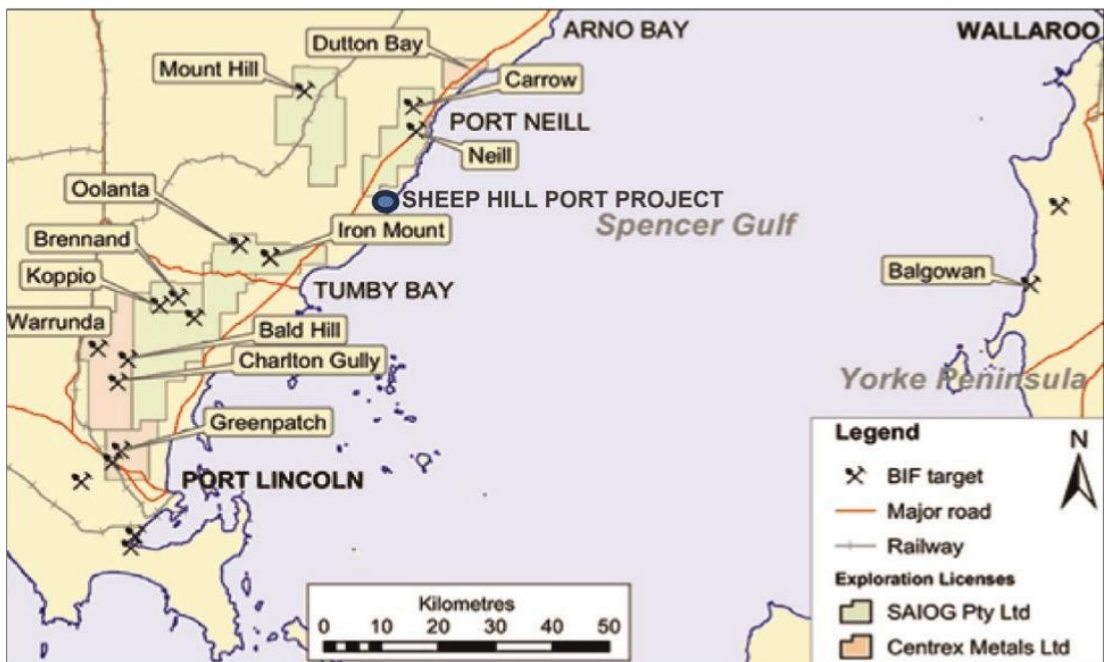 ARNO BAY
WALLAROO
Dutton Bay
Mount Hill
Carrow
PORT NEILL
Neill
Oolanta
SHEEP HILL PORT PROJECT
Spencer Gulf
Brennand
Iron Mount
Koppio
Balgowan
TUMBY BAY
Warrunda
Bald Hill
Charlton Gully
Yorke Peninsula
Greenpatch
PORT LINCOLN
Legend
N
BIF target
Major road
Railway
Exploration Licenses
SAIOG Pty Ltd
Centrex Metals Ltd
Kilometres
0 10 20 30 40 50